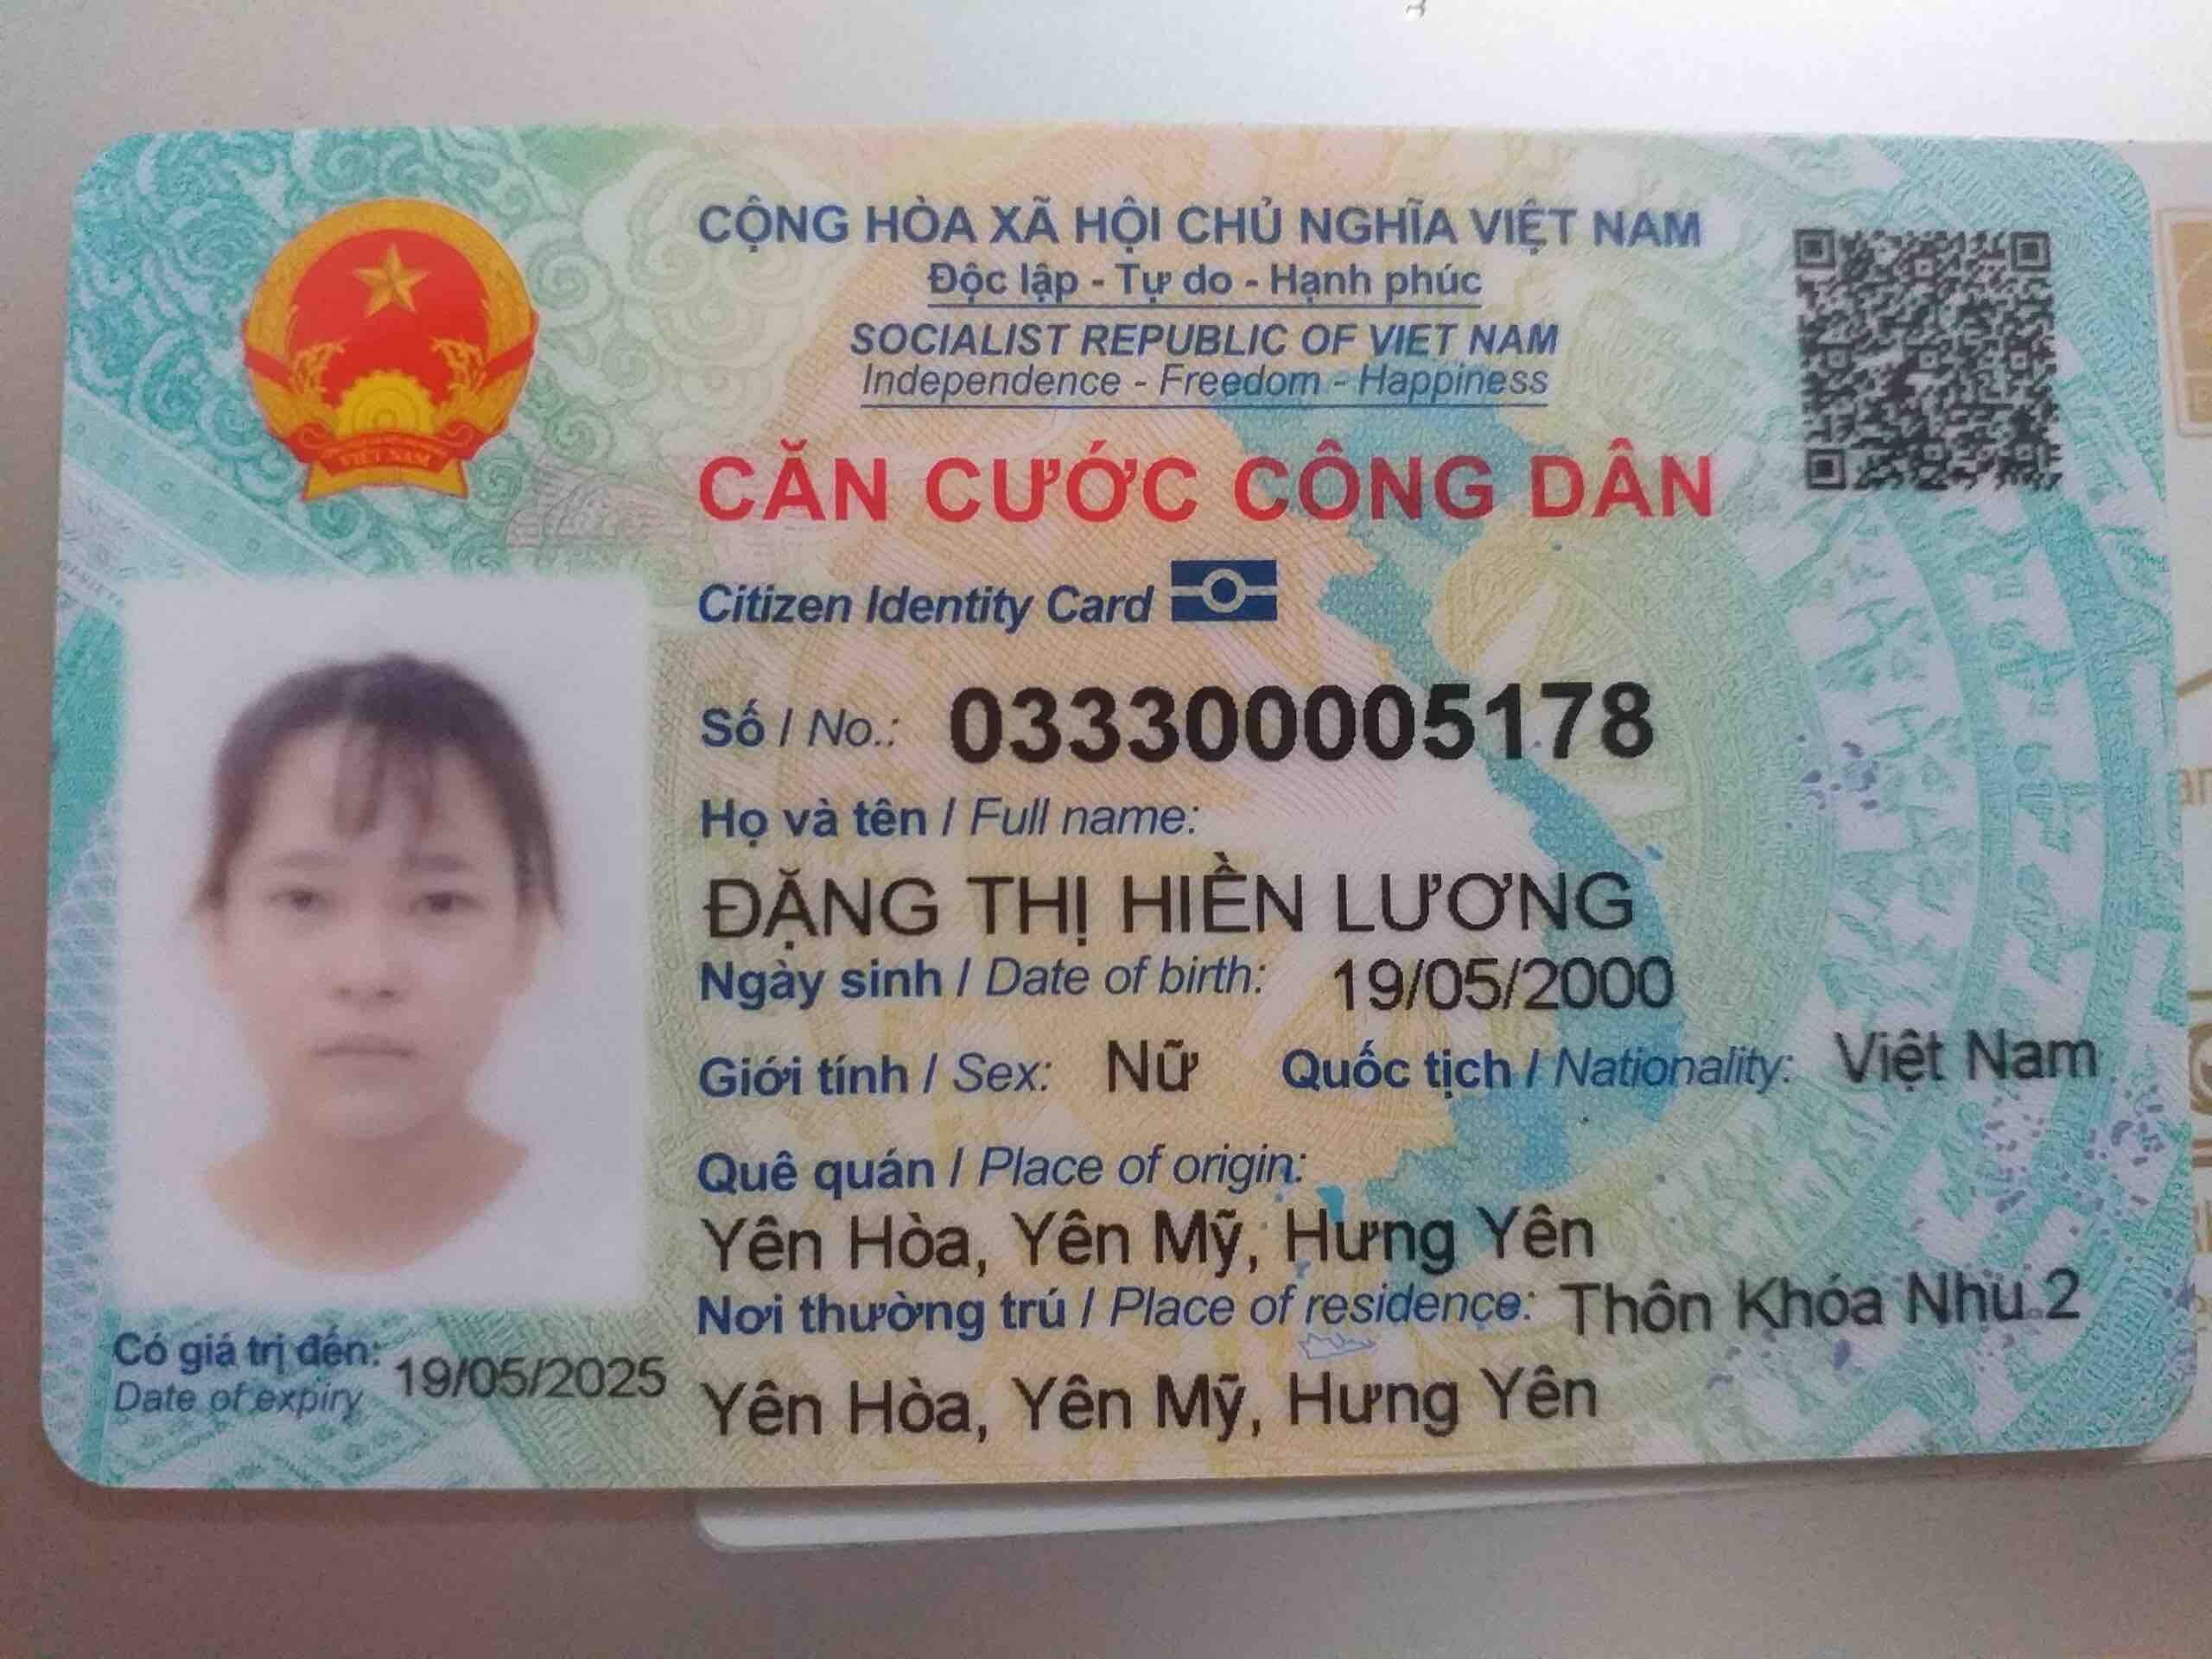 CỘNG HÒA XÃ HỘI CHỦ NGHĨA VIỆT NAM
Độc lập - Tự do - Hạnh phúc
SOCIALIST REPUBLIC OF VIET NAM
Independence - Freedom - Happiness
VIỆT NAM
CĂN CƯỚC CÔNG DÂN
Citizen Identity Card
Số / No.: 033300005178
Họ và tên / Full name:
ĐẶNG THỊ HIỀN LƯƠNG
Ngày sinh / Date of birth: 19/05/2000
Giới tính / Sex: Nữ Quốc tịch / Nationality: Việt Nam
Quê quán / Place of origin:
Yên Hòa, Yên Mỹ, Hưng Yên
Nơi thường trú / Place of residence: Thôn Khóa Nhu 2
Yên Hòa, Yên Mỹ, Hưng Yên
Có giá trị đến: 19/05/2025
Date of expiry